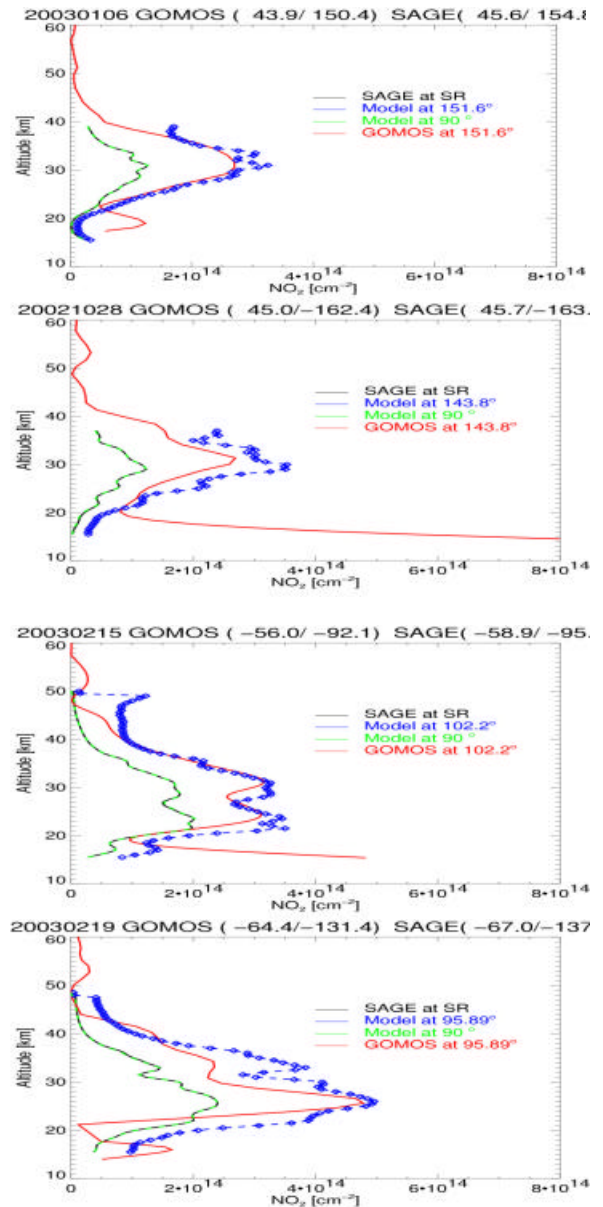 20030106 GOMOS ( 43.9/ 150.4) SAGE( 45.6/ 154.8
60
50
40
30
20
10
Altitude [km]
SAGE at SR
Model at 151.6°
Model at 90 °
GOMOS at 151.6°
0 2•10¹⁴ 4•10¹⁴ 6•10¹⁴ 8•10¹⁴
NO₂ [cm⁻²]
20021028 GOMOS ( 45.0/−162.4) SAGE( 45.7/−163.
60
50
40
30
20
10
Altitude [km]
SAGE at SR
Model at 143.8°
Model at 90 °
GOMOS at 143.8°
0 2•10¹⁴ 4•10¹⁴ 6•10¹⁴ 8•10¹⁴
NO₂ [cm⁻²]
20030215 GOMOS ( −56.0/ −92.1) SAGE( −58.9/ −95.
60
50
40
30
20
10
Altitude [km]
SAGE at SR
Model at 102.2°
Model at 90 °
GOMOS at 102.2°
0 2•10¹⁴ 4•10¹⁴ 6•10¹⁴ 8•10¹⁴
NO₂ [cm⁻²]
20030219 GOMOS ( −64.4/−131.4) SAGE( −67.0/−137
60
50
40
30
20
10
Altitude [km]
SAGE at SR
Model at 95.89°
Model at 90 °
GOMOS at 95.89°
0 2•10¹⁴ 4•10¹⁴ 6•10¹⁴ 8•10¹⁴
NO₂ [cm⁻²]